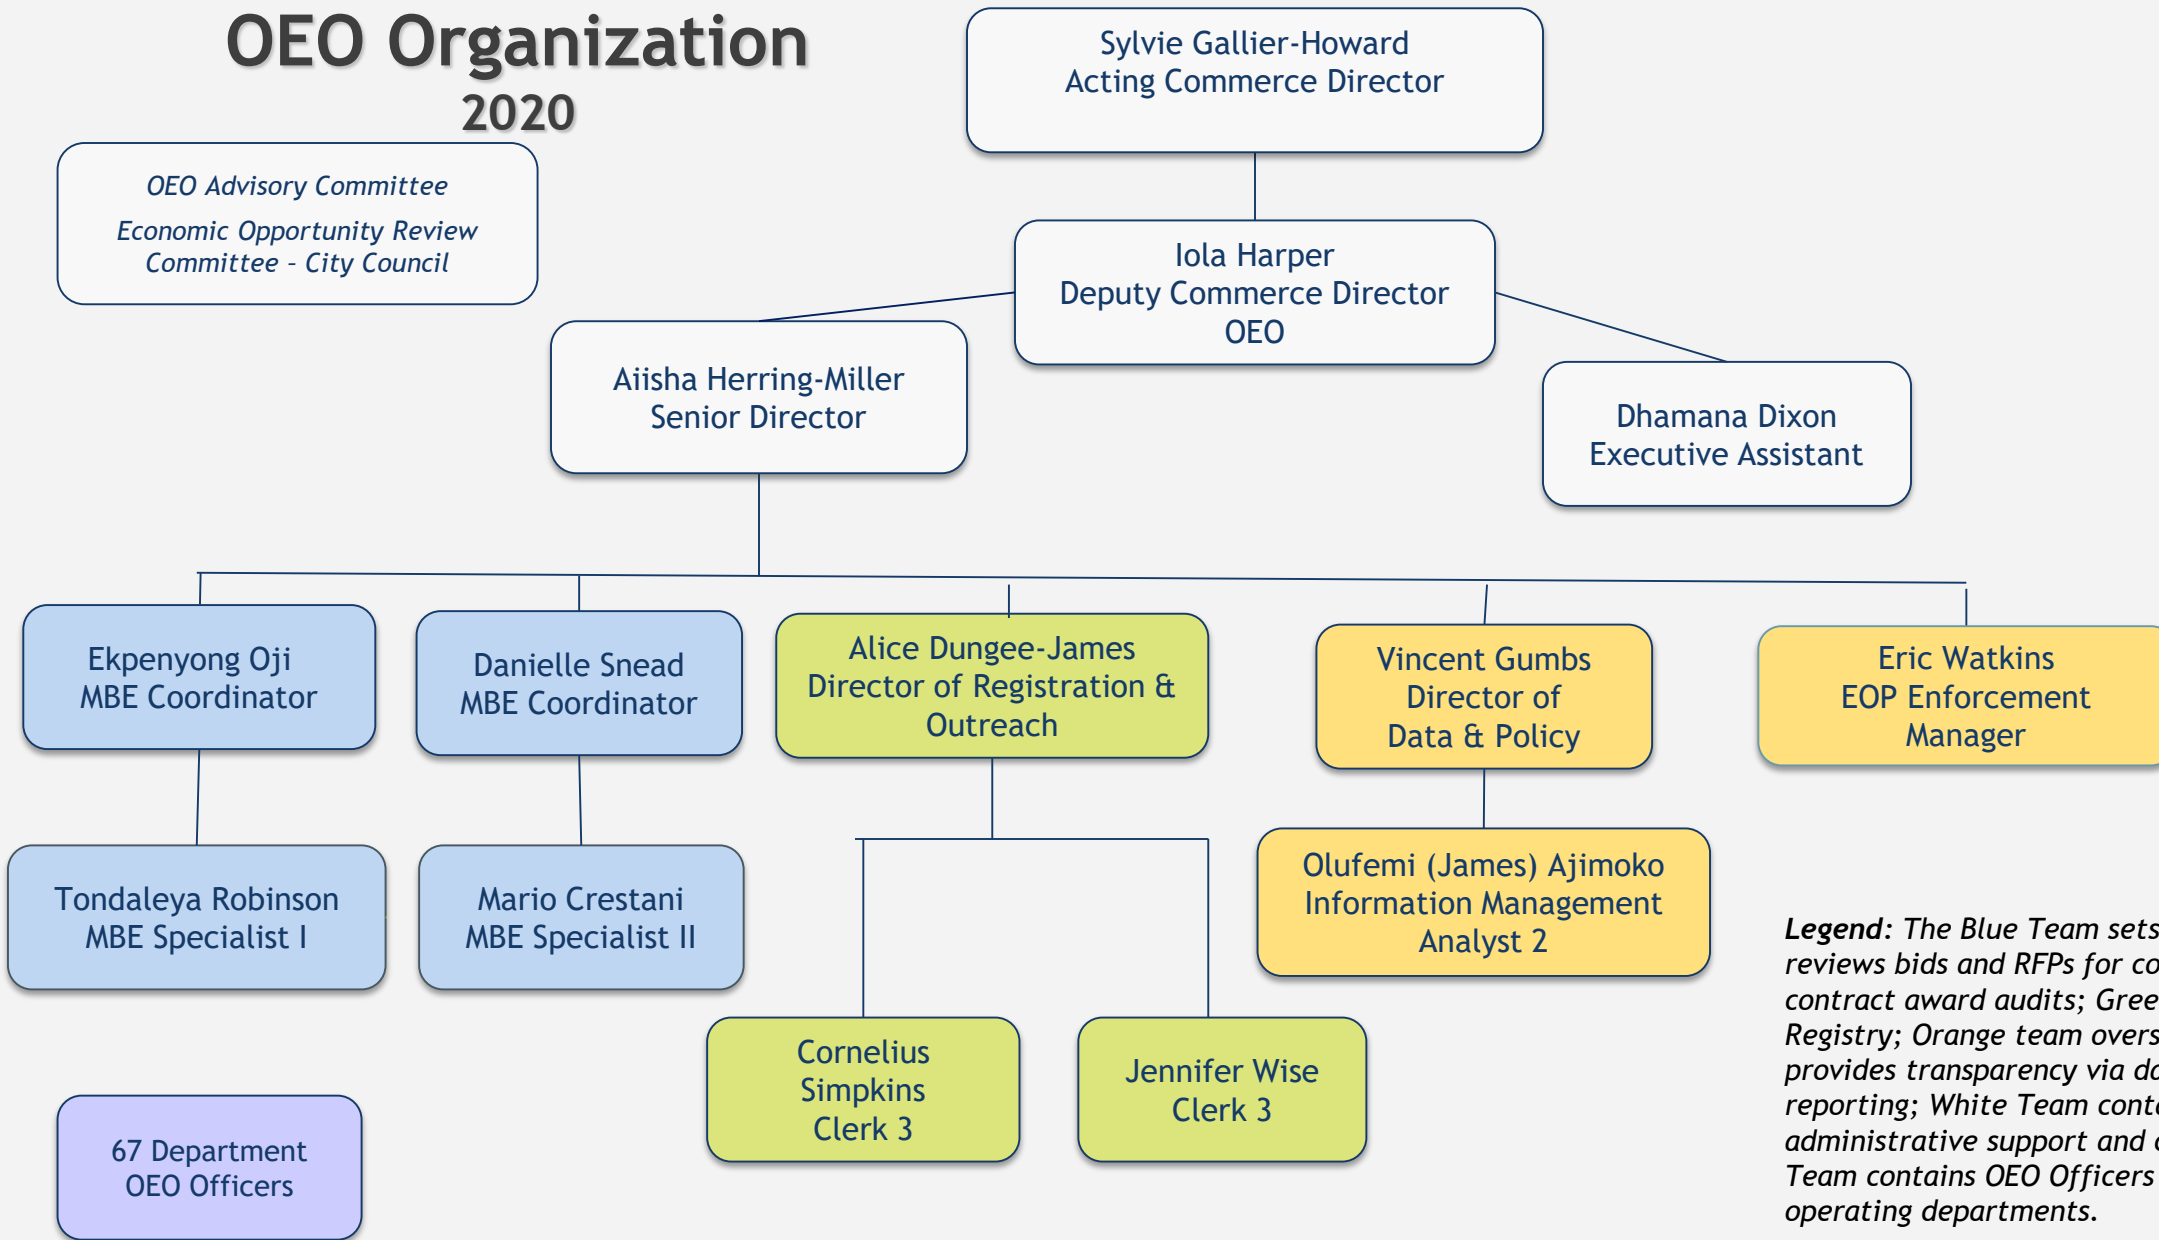 OEO Organization
2020
Sylvie Gallier-Howard
Acting Commerce Director
OEO Advisory Committee
Economic Opportunity Review
Committee – City Council
Iola Harper
Deputy Commerce Director
OEO
Aiisha Herring-Miller
Senior Director
Dhamana Dixon
Executive Assistant
Ekpenyong Oji
MBE Coordinator
Danielle Snead
MBE Coordinator
Alice Dungee-James
Director of Registration &
Outreach
Vincent Gumbs
Director of
Data & Policy
Eric Watkins
EOP Enforcement
Manager
Tondaleya Robinson
MBE Specialist I
Mario Crestani
MBE Specialist II
Olufemi (James) Ajimoko
Information Management
Analyst 2
Cornelius
Simpkins
Clerk 3
Jennifer Wise
Clerk 3
67 Department
OEO Officers
Legend: The Blue Team sets
reviews bids and RFPs for
contract award audits;
Registry; Orange team
provides transparency via
reporting; White Team
administrative support and
Team contains OEO Officers
operating departments.